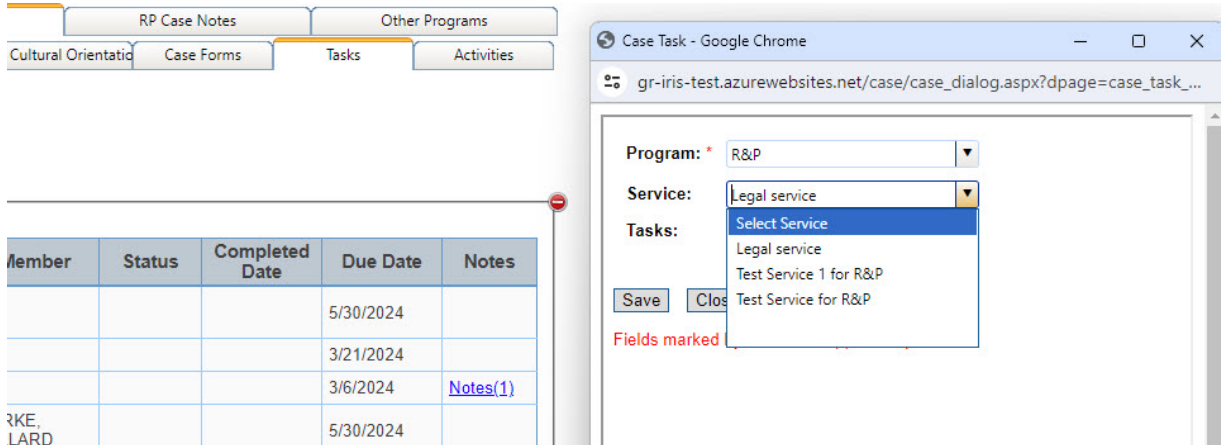 RP Case Notes
Other Programs
Cultural Orientatio
Case Forms
Tasks
Activities
Member
Status
Completed
Date
Due Date
Notes
5/30/2024
3/21/2024
3/6/2024
Notes(1)
RKE,
LARD
5/30/2024
Case Task - Google Chrome
gr-iris-test.azurewebsites.net/case/case_dialog.aspx?dpage=case_task_...
Program: * R&P
Service: Legal service
Tasks:
Select Service
Legal service
Test Service 1 for R&P
Test Service for R&P
Save
Clos
Fields marked